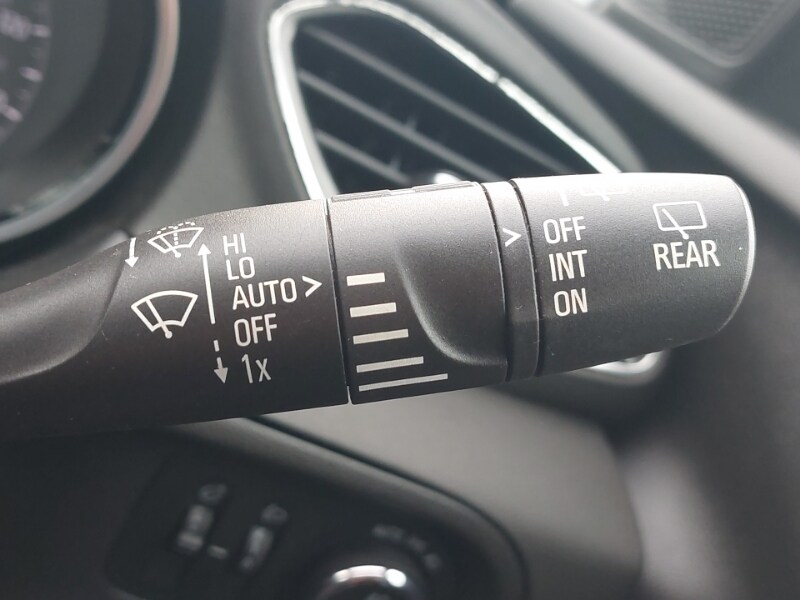 HI
LO
AUTO >
OFF
1x
>
OFF
INT
ON
REAR